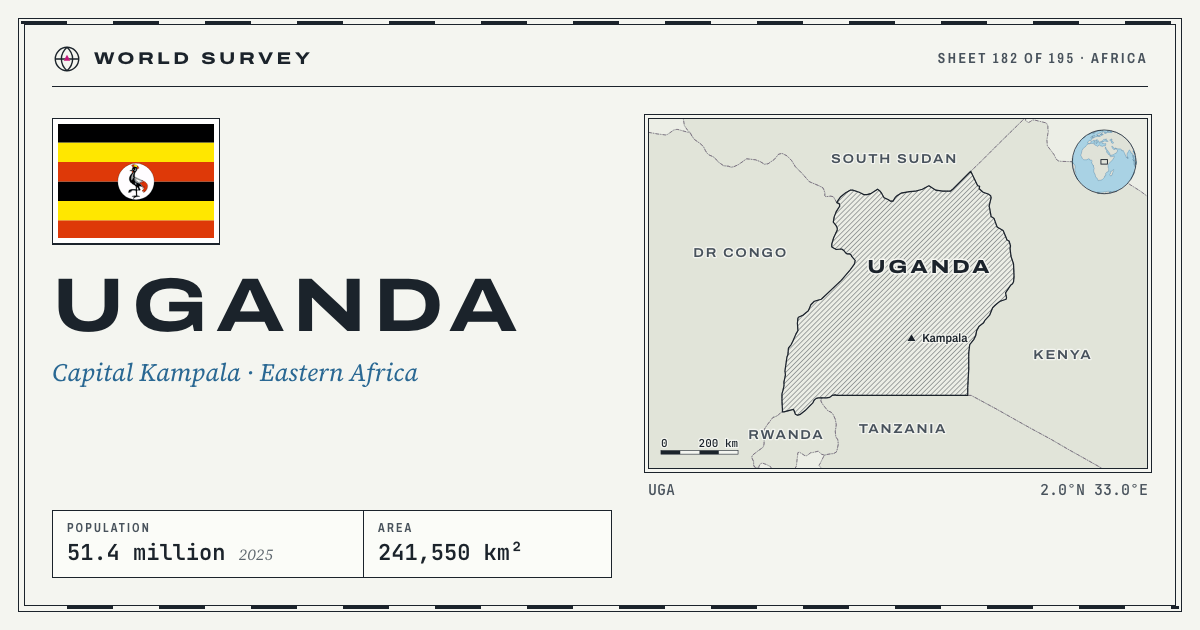 WORLD SURVEY
SHEET 182 OF 195 · AFRICA
UGANDA
Capital Kampala · Eastern Africa
POPULATION
51.4 million 2025
AREA
241,550 km²
SOUTH SUDAN
DR CONGO
UGANDA
Kampala
KENYA
RWANDA
TANZANIA
0 200 km
UGA
2.0°N 33.0°E